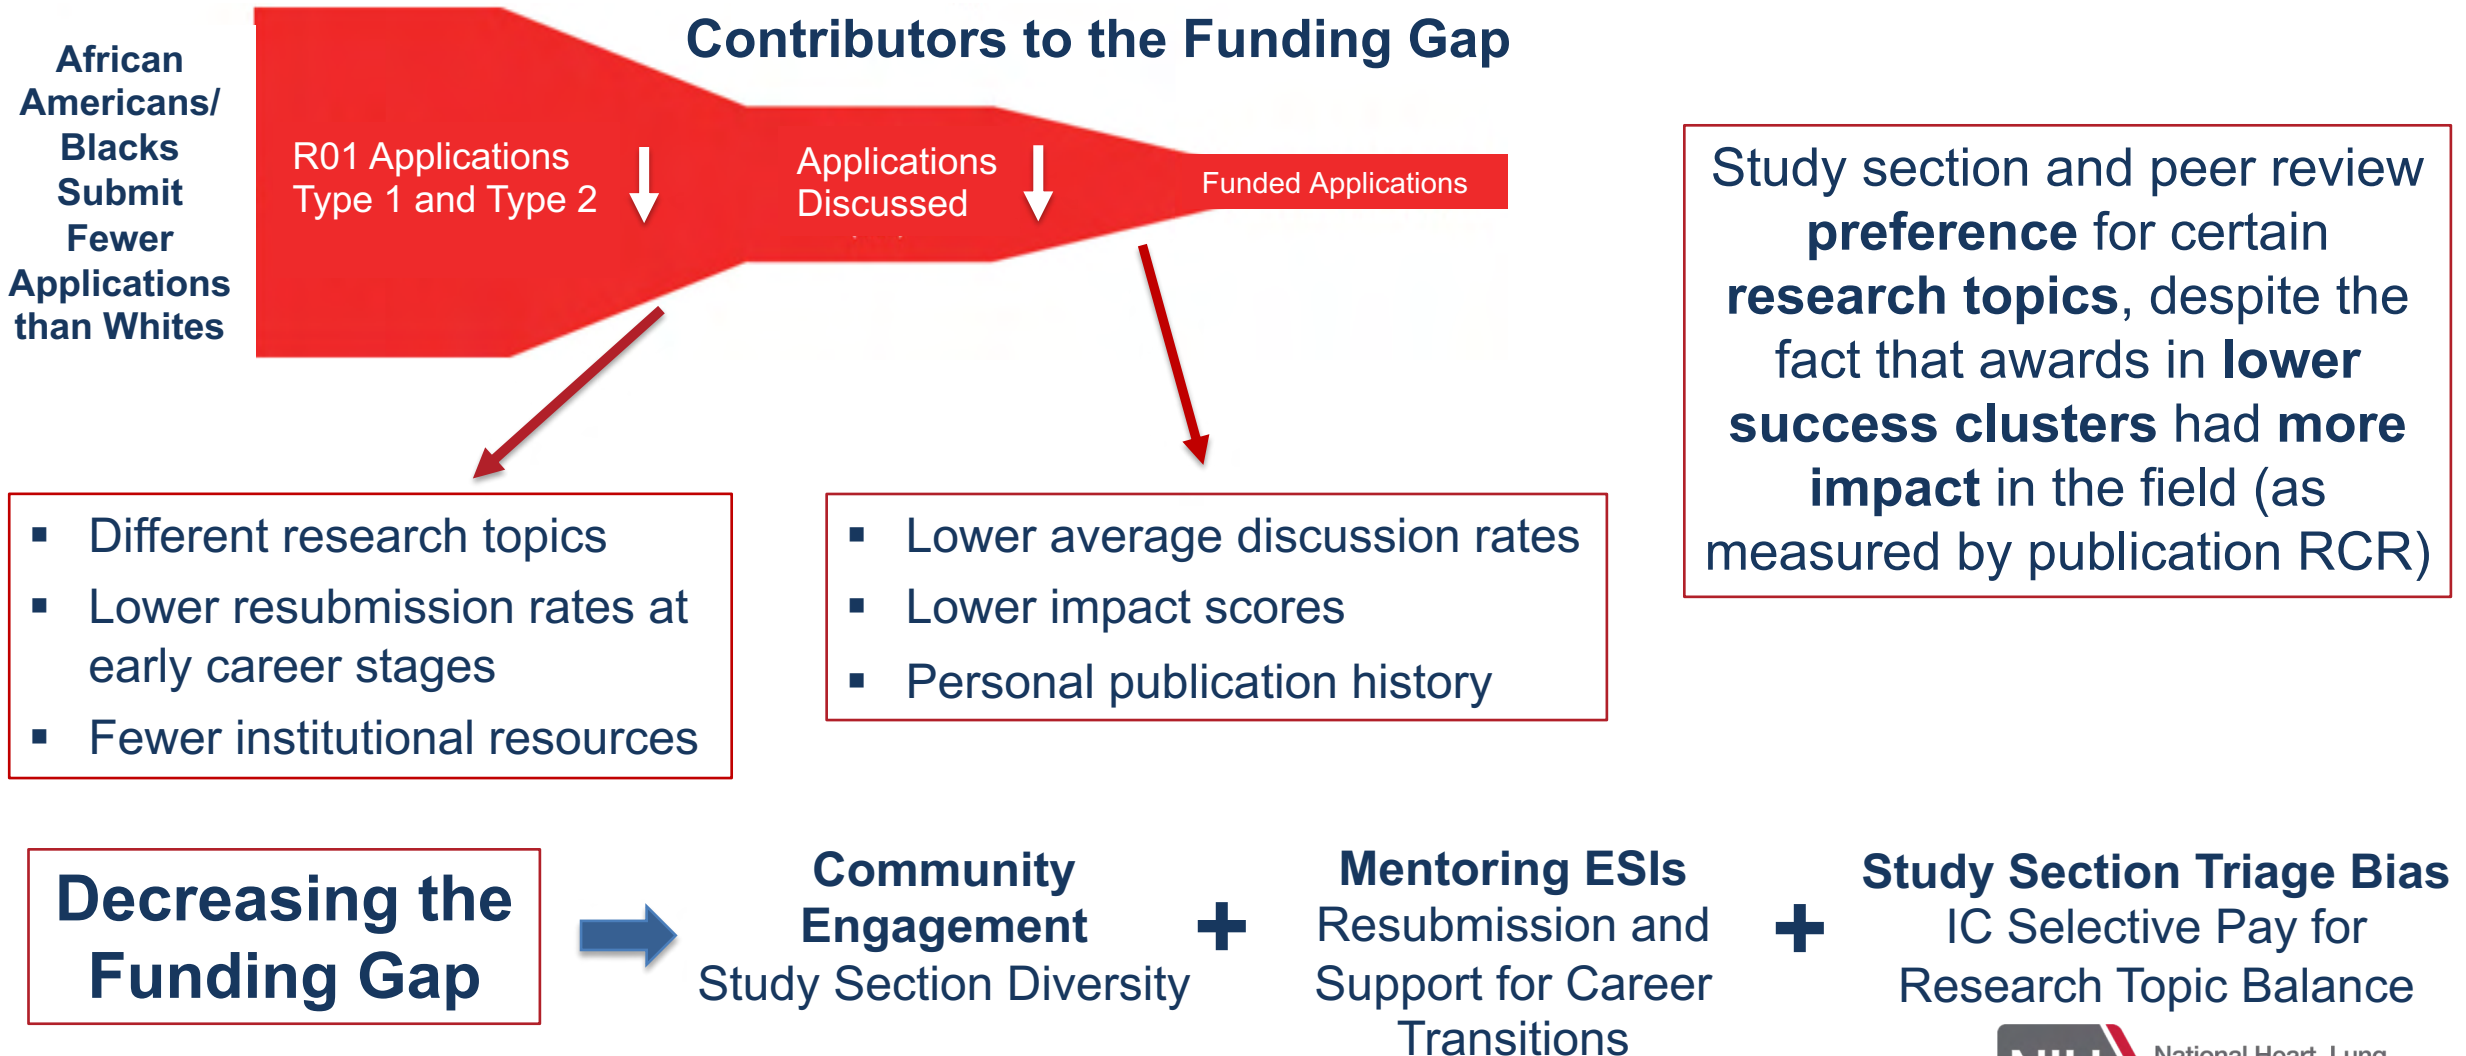 Contributors to the Funding Gap
African
Americans/
Blacks
Submit
Fewer
Applications
than Whites
R01 Applications
Type 1 and Type 2
Applications
Discussed
Funded Applications
Study section and peer review
preference for certain
research topics, despite the
fact that awards in lower
success clusters had more
impact in the field (as
measured by publication RCR)
▪ Different research topics
▪ Lower resubmission rates at
early career stages
▪ Fewer institutional resources
▪ Lower average discussion rates
▪ Lower impact scores
▪ Personal publication history
Decreasing the
Funding Gap
Community
Engagement
Study Section Diversity
+
Mentoring ESIs
Resubmission and
Support for Career
Transitions
+
Study Section Triage Bias
IC Selective Pay for
Research Topic Balance
NIH
National Heart, Lung